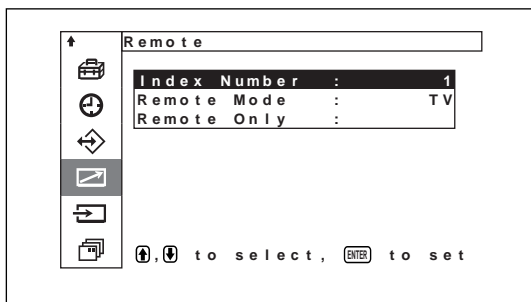 Remote
Index Number : 1
Remote Mode : TV
Remote Only :
, to select, ENTER to set